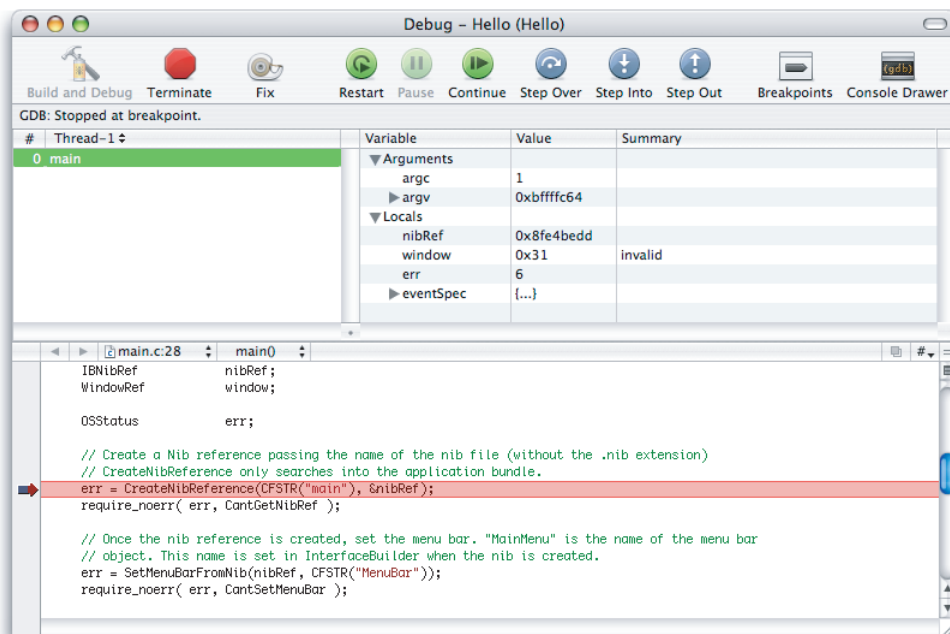 Debug – Hello (Hello)
Build and Debug Terminate Fix Restart Pause Continue Step Over Step Into Step Out Breakpoints {gdb} Console Drawer
GDB: Stopped at breakpoint.
# Thread-1 Variable Value Summary
0 main Arguments
argc 1
argv 0xbffffc64
Locals
nibRef 0x8fe4bedd
window 0x31 invalid
err 6
eventSpec {...}
c main.c:28 main() #
IBNibRef nibRef;
WindowRef window;
OSStatus err;
// Create a Nib reference passing the name of the nib file (without the .nib extension)
// CreateNibReference only searches into the application bundle.
err = CreateNibReference(CFSTR("main"), &nibRef);
require_noerr( err, CantGetNibRef );
// Once the nib reference is created, set the menu bar. "MainMenu" is the name of the menu bar
// object. This name is set in InterfaceBuilder when the nib is created.
err = SetMenuBarFromNib(nibRef, CFSTR("MenuBar"));
require_noerr( err, CantSetMenuBar );